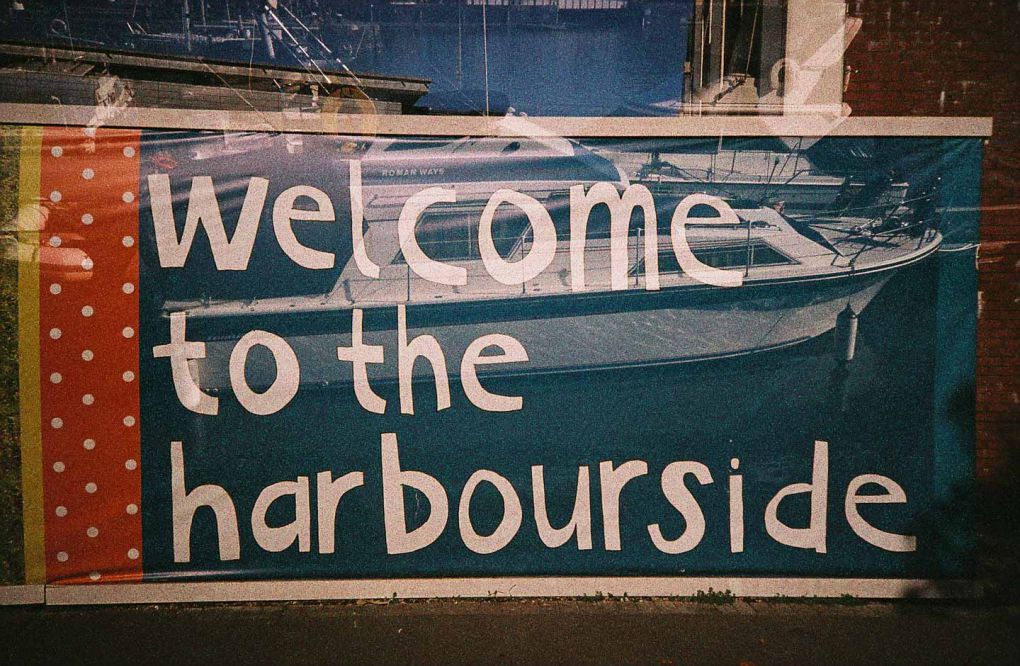 ROMAN WAYS
welcome
to the
harbourside